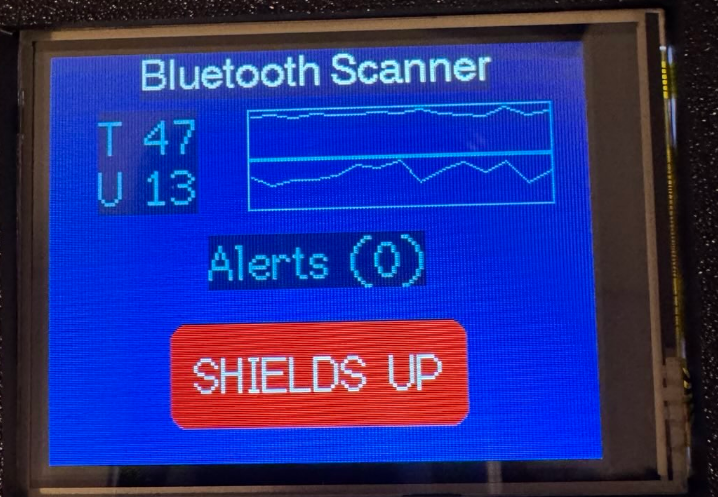 Bluetooth Scanner
T 47
U 13
Alerts (0)
SHIELDS UP